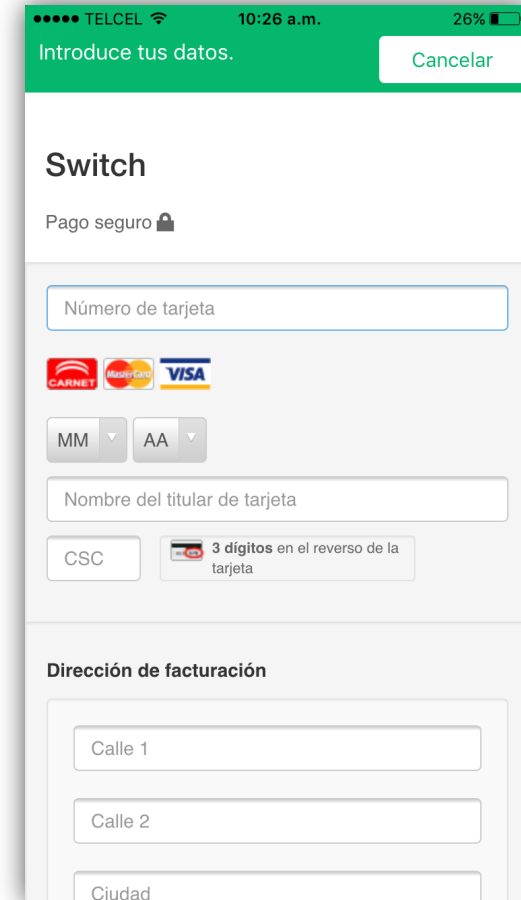 TELCEL 10:26 a.m. 26%
Introduce tus datos.
Cancelar
Switch
Pago seguro
Número de tarjeta
CARNET MasterCard VISA
MM AA
Nombre del titular de tarjeta
CSC
3 dígitos en el reverso de la
tarjeta
Dirección de facturación
Calle 1
Calle 2
Ciudad